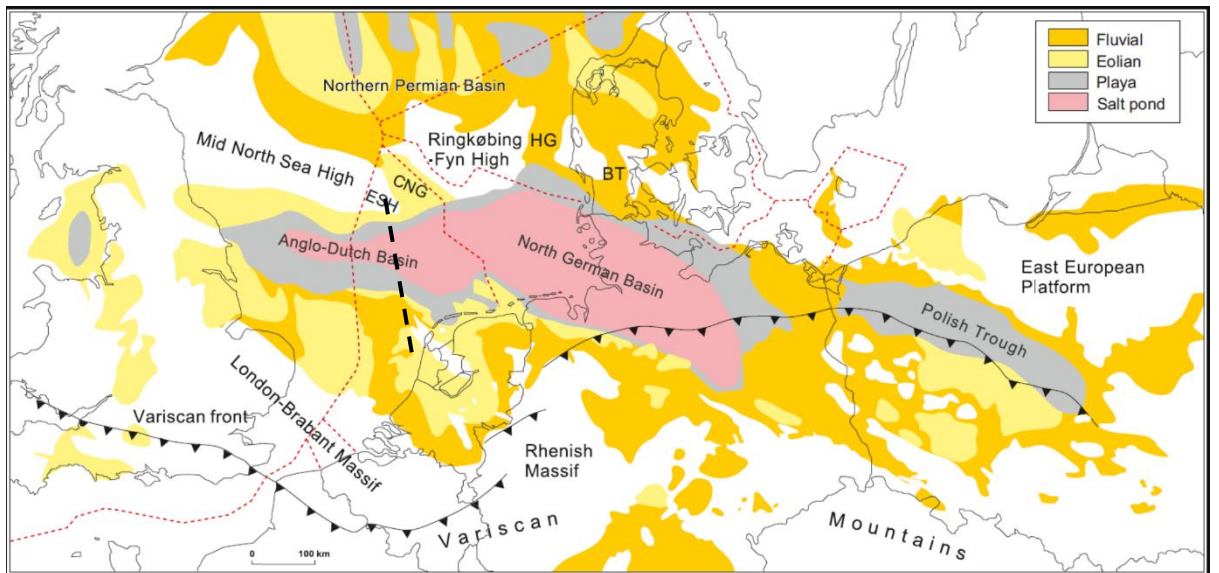 Fluvial
Eolian
Playa
Salt pond
Northern Permian Basin
Mid North Sea High
Ringkøbing
-Fyn High
HG
BT
CNG
ESH
Anglo-Dutch Basin
North German Basin
East European
Platform
Polish Trough
London-Brabant Massif
Variscan front
Rhenish
Massif
Variscan
Mountains
0 100 km